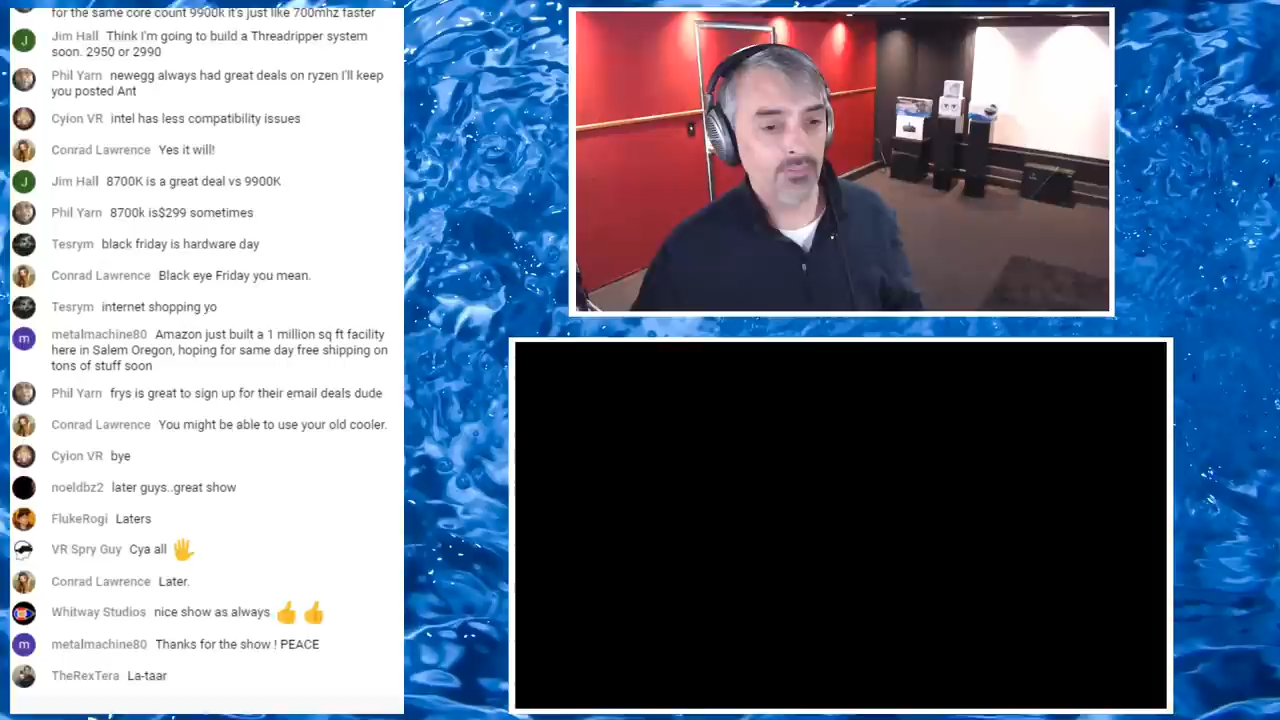 for the same core count 9900k it's just like 700mhz faster
Jim Hall Think I'm going to build a Threadripper system
soon. 2950 or 2990
Phil Yarn newegg always had great deals on ryzen I'll keep
you posted Ant
Cyion VR intel has less compatibility issues
Conrad Lawrence Yes it will!
Jim Hall 8700K is a great deal vs 9900K
Phil Yarn 8700k is$299 sometimes
Tesrym black friday is hardware day
Conrad Lawrence Black eye Friday you mean.
Tesrym internet shopping yo
metalmachine80 Amazon just built a 1 million sq ft facility
here in Salem Oregon, hoping for same day free shipping on
tons of stuff soon
Phil Yarn frys is great to sign up for their email deals dude
Conrad Lawrence You might be able to use your old cooler.
Cyion VR bye
noeldbz2 later guys..great show
FlukeRogi Laters
VR Spry Guy Cya all
Conrad Lawrence Later.
Whitway Studios nice show as always
metalmachine80 Thanks for the show ! PEACE
TheRexTera La-taar